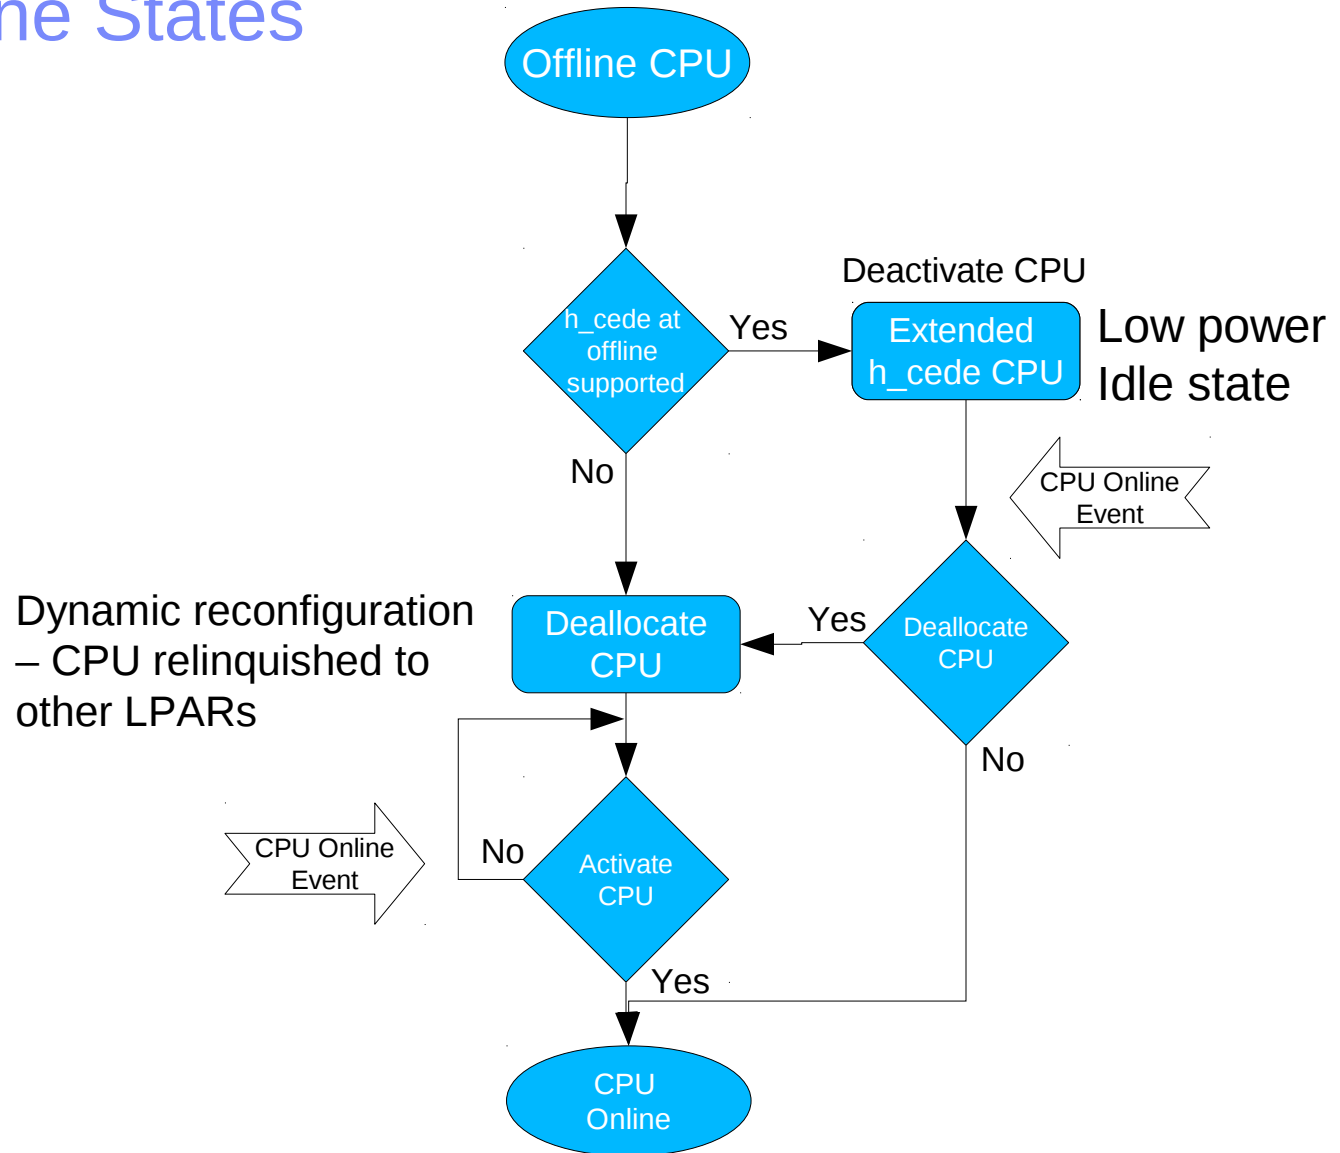 ne States
Offline CPU
Deactivate CPU
h_cede at
offline
supported
Yes
Extended
h_cede CPU
Low power
Idle state
No
CPU Online
Event
Dynamic reconfiguration
– CPU relinquished to
other LPARs
Deallocate
CPU
Yes
Deallocate
CPU
No
CPU Online
Event
No
Activate
CPU
Yes
CPU
Online